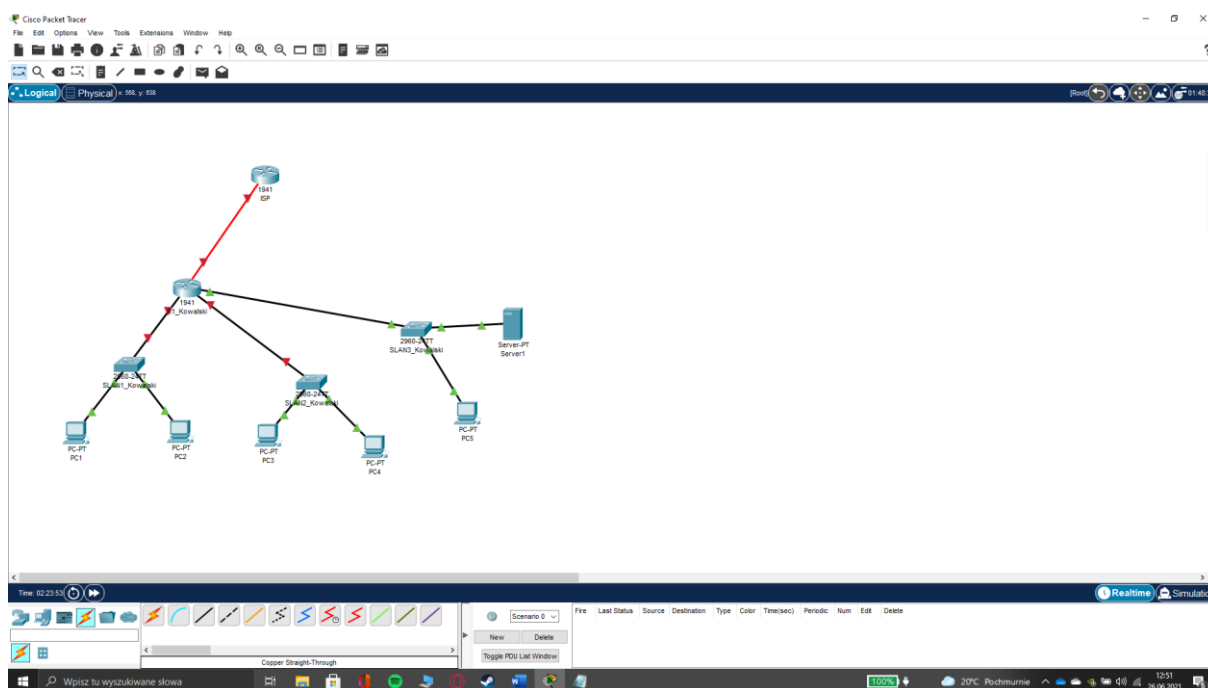 Cisco Packet Tracer
File Edit Options View Tools Extensions Window Help
Logical Physical x: 556, y: 638 [Root] 01:48:
1941
ISP
1941
1_Kowalski
2960-24TT
SLAN3_Kowalski
Server-PT
Server1
2960-24TT
SLAN1_Kowalski
2960-24TT
SLAN2_Kowalski
PC-PT
PC1
PC-PT
PC2
PC-PT
PC3
PC-PT
PC4
PC-PT
PC5
Time: 02:23:53 Realtime Simulatio
Scenario 0
Fire Last Status Source Destination Type Color Time(sec) Periodic Num Edit Delete
New Delete
Toggle PDU List Window
Copper Straight-Through
Wpisz tu wyszukiwane słowa 100% 20°C Pochmurnie 12:51
26.06.2021